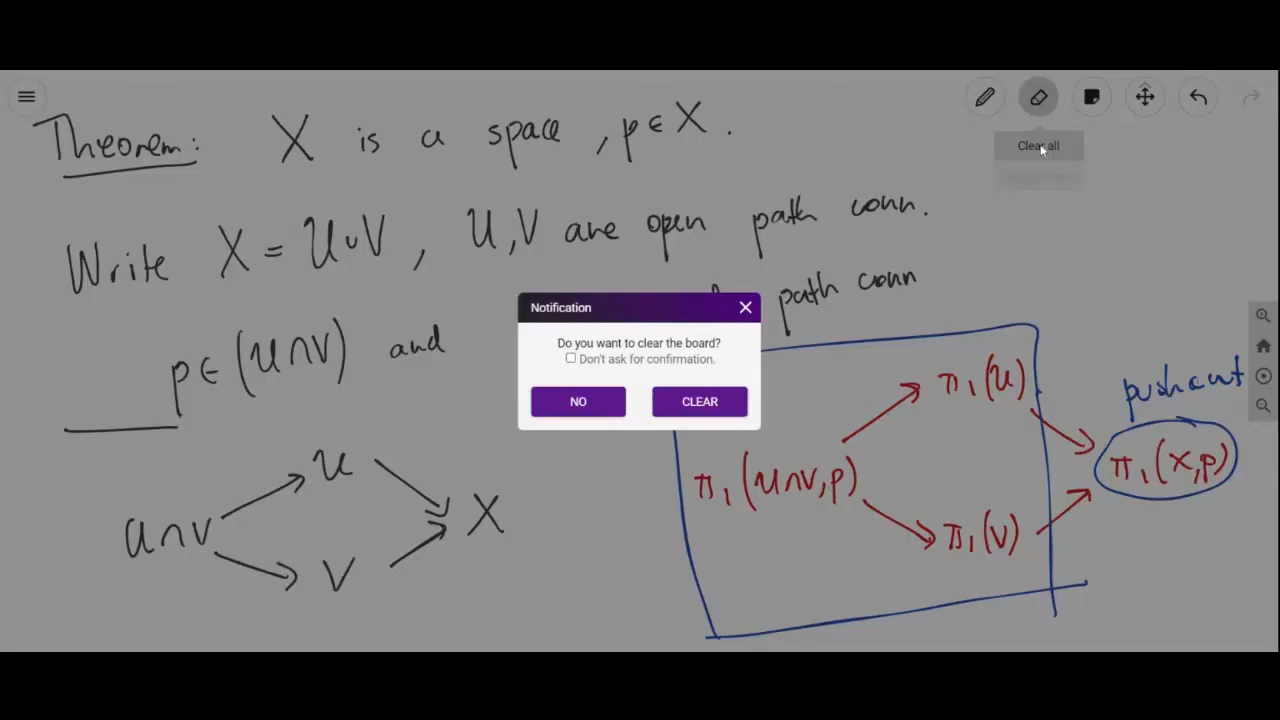 Theorem: X is a space, p ∈ X.
Clear all
Write X = U∪V, U,V are open path conn.
path conn
p ∈ (U∩V) and
Notification
Do you want to clear the board?
Don't ask for confirmation.
NO CLEAR
pushout
U
π₁(U)
U∩V
X
π₁(U∩V,p)
π₁(X,p)
V
π₁(V)